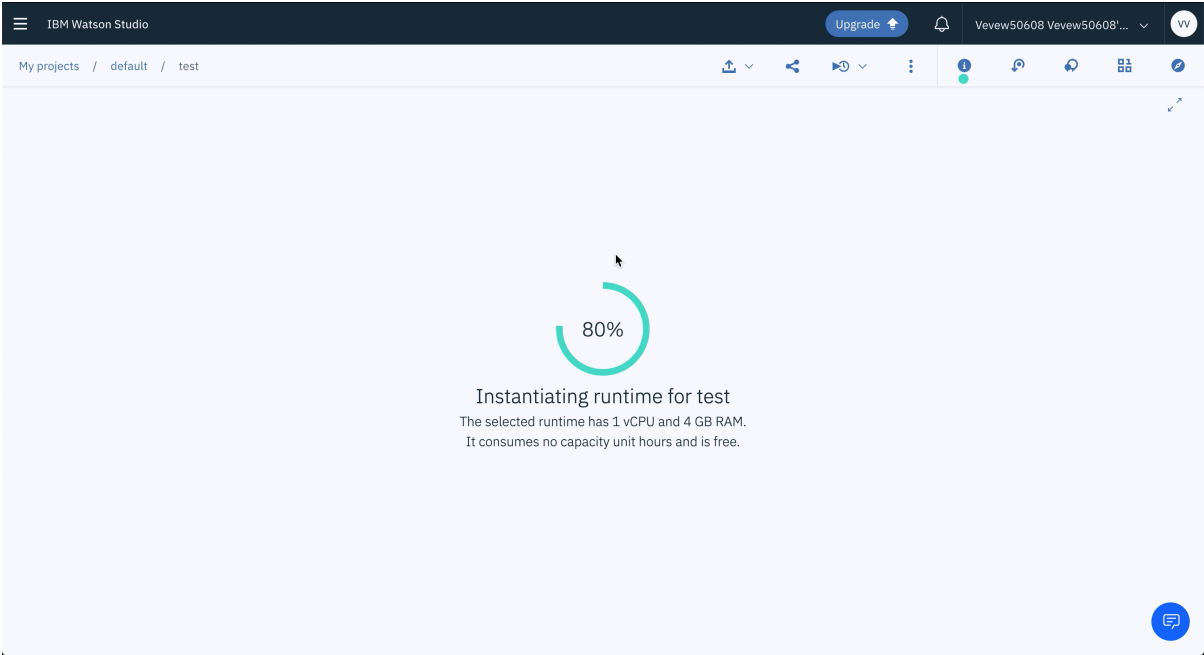 IBM Watson Studio
Upgrade
Vevew50608 Vevew50608'...
VV
My projects / default / test
80%
Instantiating runtime for test
The selected runtime has 1 vCPU and 4 GB RAM.
It consumes no capacity unit hours and is free.